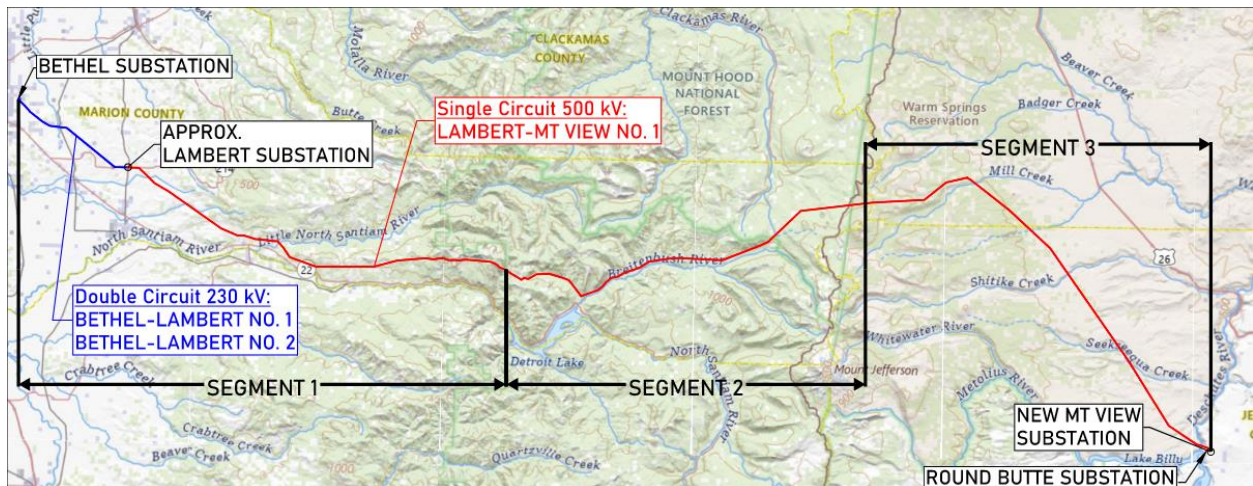 Clackamas River
CLACKAMAS
COUNTY
Molalla River
1000
Beaver Creek
BETHEL SUBSTATION
MOUNT HOOD
NATIONAL
FOREST
Badger Creek
Warm Springs
Reservation
MARION COUNTY
Butte Creek
Single Circuit 500 kV:
LAMBERT-MT VIEW NO. 1
APPROX.
LAMBERT SUBSTATION
214
1500
SEGMENT 3
Mill Creek
Little North Santiam River
North Santiam River
22
Breitenbush River
26
Shitike Creek
1000
Double Circuit 230 kV:
BETHEL-LAMBERT NO. 1
BETHEL-LAMBERT NO. 2
Whitewater River
Seekseequa Creek
Detroit Lake
North Santiam River
Mount Jefferson
Metolius River
Deschutes River
Crabtree Creek
SEGMENT 1
SEGMENT 2
NEW MT VIEW
SUBSTATION
Crabtree Creek
Beaver Creek
1000
Quartzville Creek
Lake Billy
ROUND BUTTE SUBSTATION